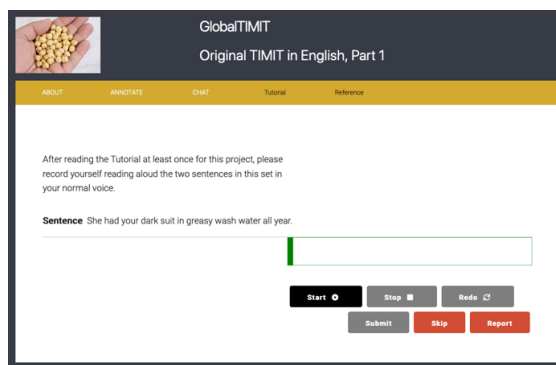 GlobalTIMIT
Original TIMIT in English, Part 1
ABOUT ANNOTATE CHAT Tutorial Reference
After reading the Tutorial at least once for this project, please
record yourself reading aloud the two sentences in this set in
your normal voice.
Sentence She had your dark suit in greasy wash water all year.
Start Stop Redo
Submit Skip Report